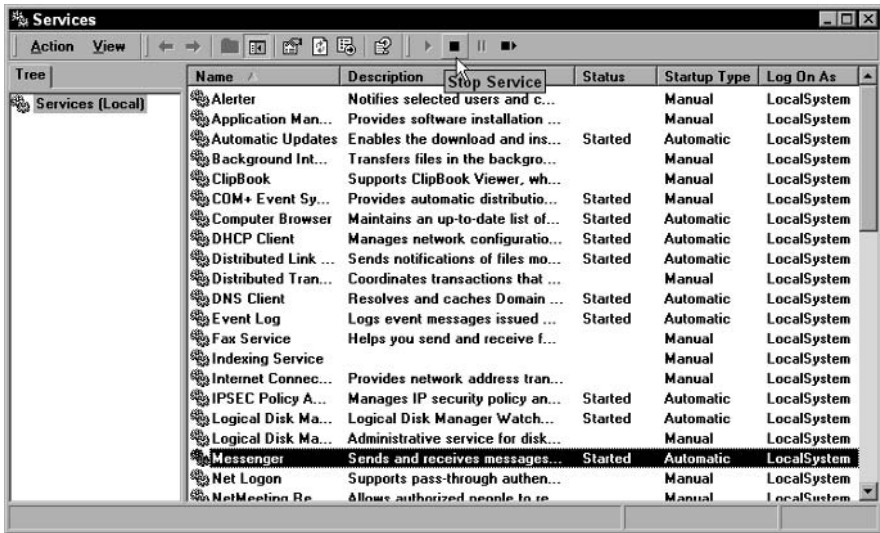 Services
Action View
Stop Service
Tree
Services (Local)
Name Description Status Startup Type Log On As
Alerter Notifies selected users and c... Manual LocalSystem
Application Man... Provides software installation ... Manual LocalSystem
Automatic Updates Enables the download and ins... Started Automatic LocalSystem
Background Int... Transfers files in the backgro... Manual LocalSystem
ClipBook Supports ClipBook Viewer, wh... Manual LocalSystem
COM+ Event Sy... Provides automatic distributio... Started Manual LocalSystem
Computer Browser Maintains an up-to-date list of... Started Automatic LocalSystem
DHCP Client Manages network configuratio... Started Automatic LocalSystem
Distributed Link ... Sends notifications of files mo... Started Automatic LocalSystem
Distributed Tran... Coordinates transactions that ... Manual LocalSystem
DNS Client Resolves and caches Domain ... Started Automatic LocalSystem
Event Log Logs event messages issued ... Started Automatic LocalSystem
Fax Service Helps you send and receive f... Manual LocalSystem
Indexing Service Manual LocalSystem
Internet Connec... Provides network address tran... Manual LocalSystem
IPSEC Policy A... Manages IP security policy an... Started Automatic LocalSystem
Logical Disk Ma... Logical Disk Manager Watch... Started Automatic LocalSystem
Logical Disk Ma... Administrative service for disk... Manual LocalSystem
Messenger Sends and receives messages... Started Automatic LocalSystem
Net Logon Supports pass-through authen... Manual LocalSystem
NetMeeting Re... Allows authorized people to re... Manual LocalSystem